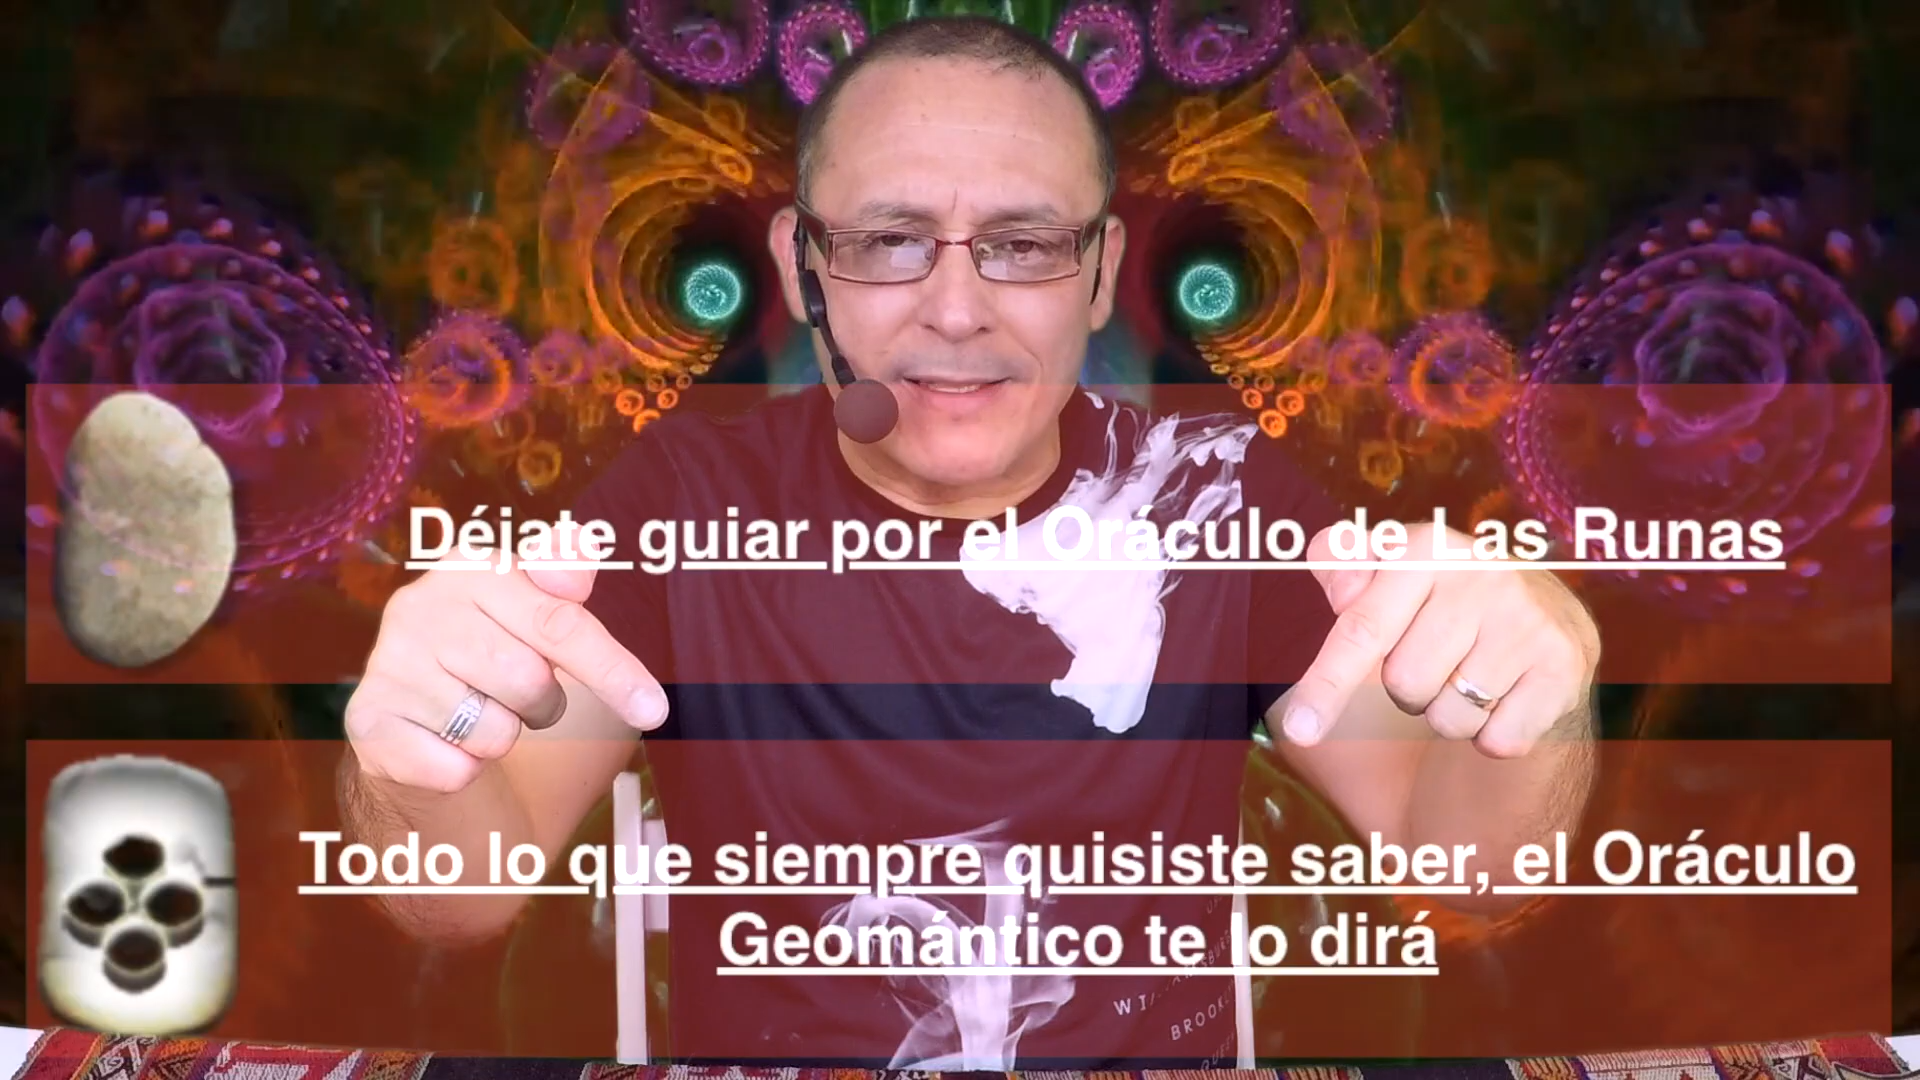 Déjate guiar por el Oráculo de Las Runas
Todo lo que siempre quisiste saber, el Oráculo
Geomántico te lo dirá